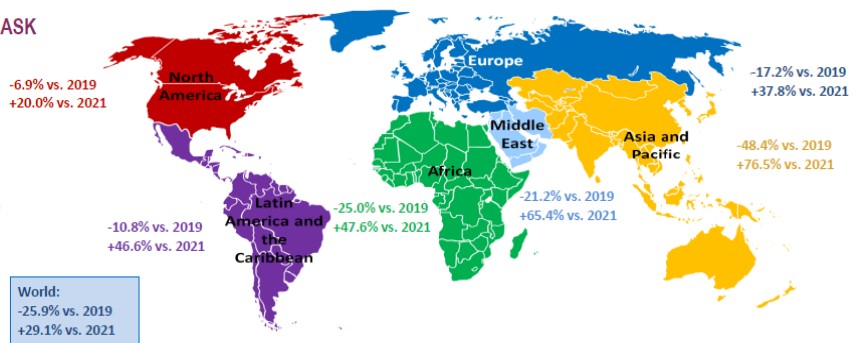 ASK
North
America
-6.9% vs. 2019
+20.0% vs. 2021
Europe
-17.2% vs. 2019
+37.8% vs. 2021
Middle
East
-21.2% vs. 2019
+65.4% vs. 2021
Asia and
Pacific
-48.4% vs. 2019
+76.5% vs. 2021
Africa
-25.0% vs. 2019
+47.6% vs. 2021
Latin
America and
the
Caribbean
-10.8% vs. 2019
+46.6% vs. 2021
World:
-25.9% vs. 2019
+29.1% vs. 2021